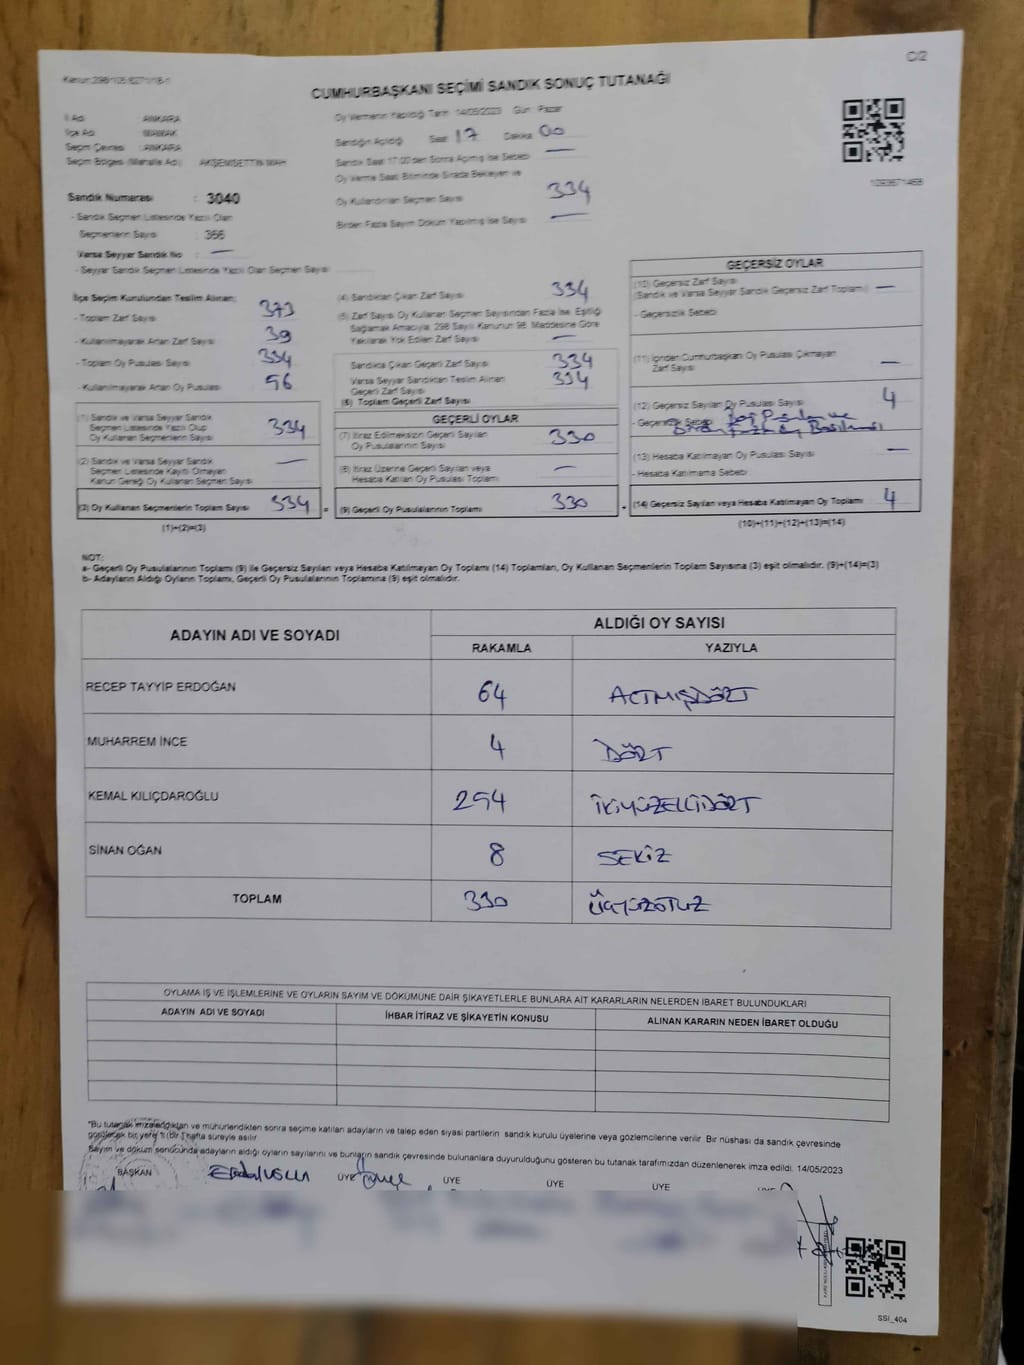 C/2
CUMHURBAŞKANI SEÇİMİ SANDIK SONUÇ TUTANAĞI
İl Adı ANKARA
İlçe Adı MAMAK
Seçim Çevresi : ANKARA
Seçim Bölgesi (Mahalle Adı) AKŞEMSETTİN MAH
Sandık Numarası : 3040
- Sandık Seçmen Listesinde Yazılı Olan
Seçmenlerin Sayısı : 366
Varsa Seyyar Sandık No : —
- Seyyar Sandık Seçmen Listesinde Yazılı Olan Seçmen Sayısı
Oy Vermenin Yapıldığı Tarih 14/05/2023 Gün Pazar
Sandığın Açıldığı Saat 17 Dakika 00
Sandık Saat 17:00'den Sonra Açılmış İse Sebebi —
Oy Verme Saati Bitiminde Sırada Bekleyen ve
Oy Kullandırılan Seçmen Sayısı 334
Birden Fazla Sayım Döküm Yapılmış İse Sayısı —
İlçe Seçim Kurulundan Teslim Alınan;
- Toplam Zarf Sayısı 373
- Kullanılmayarak Artan Zarf Sayısı 39
- Toplam Oy Pusulası Sayısı
- Kullanılmayarak Artan Oy Pusulası
(1) Sandık ve Varsa Seyyar Sandık
Seçmen Listesinde Yazılı Olup
Oy Kullanan Seçmenlerin Sayısı 334
(2) Sandık ve Varsa Seyyar Sandık
Seçmen Listesinde Kayıtlı Olmayan
Kanun Gereği Oy Kullanan Seçmen Sayısı —
(3) Oy Kullanan Seçmenlerin Toplam Sayısı 334 =
(1)+(2)=(3)
(4) Sandıktan Çıkan Zarf Sayısı 334
(5) Zarf Sayısı Oy Kullanan Seçmen Sayısından Fazla İse, Eşitliği
Sağlamak Amacıyla, 298 Sayılı Kanunun 98. Maddesine Göre
Yakılarak Yok Edilen Zarf Sayısı —
Sandıkta Çıkan Geçerli Zarf Sayısı 334
Varsa Seyyar Sandıktan Teslim Alınan
Geçerli Zarf Sayısı 334
(6) Toplam Geçerli Zarf Sayısı
GEÇERLİ OYLAR
(7) İtiraz Edilmeksizin Geçerli Sayılan
Oy Pusulalarının Sayısı 330
(8) İtiraz Üzerine Geçerli Sayılan veya
Hesaba Katılan Oy Pusulası Toplamı —
(9) Geçerli Oy Pusulalarının Toplamı 330 +
GEÇERSİZ OYLAR
(10) Geçersiz Zarf Sayısı
(Sandık ve Varsa Seyyar Sandık Geçersiz Zarf Toplamı) —
- Geçersizlik Sebebi
(11) İçinden Cumhurbaşkanı Oy Pusulası Çıkmayan
Zarf Sayısı —
(12) Geçersiz Sayılan Oy Pusulası Sayısı 4
- Geçersizlik Sebebi
(13) Hesaba Katılmayan Oy Pusulası Sayısı —
- Hesaba Katılmama Sebebi
(14) Geçersiz Sayılan veya Hesaba Katılmayan Oy Toplamı 4
(10)+(11)+(12)+(13)=(14)
NOT:
a- Geçerli Oy Pusulalarının Toplamı (9) ile Geçersiz Sayılan veya Hesaba Katılmayan Oy Toplamı (14) Toplamları, Oy Kullanan Seçmenlerin Toplam Sayısına (3) eşit olmalıdır. (9)+(14)=(3)
b- Adayların Aldığı Oyların Toplamı, Geçerli Oy Pusulalarının Toplamına (9) eşit olmalıdır.
ADAYIN ADI VE SOYADI
ALDIĞI OY SAYISI
RAKAMLA YAZIYLA
RECEP TAYYİP ERDOĞAN 64 ALTMIŞDÖRT
MUHARREM İNCE 4 DÖRT
KEMAL KILIÇDAROĞLU 254 İKİYÜZELLİDÖRT
SİNAN OĞAN 8 SEKİZ
TOPLAM 330 ÜÇYÜZOTUZ
OYLAMA İŞ VE İŞLEMLERİNE VE OYLARIN SAYIM VE DÖKÜMÜNE DAİR ŞİKAYETLERLE BUNLARA AİT KARARLARIN NELERDEN İBARET BULUNDUKLARI
ADAYIN ADI VE SOYADI İHBAR İTİRAZ VE ŞİKAYETİN KONUSU ALINAN KARARIN NEDEN İBARET OLDUĞU
*Bu tutanak imzalandıktan ve mühürlendikten sonra seçime katılan adayların ve talep eden siyasi partilerin sandık kurulu üyelerine veya gözlemcilerine verilir. Bir nüshası da sandık çevresinde
görülecek bir yere 1 (bir) hafta süreyle asılır
Sayım ve döküm sonucunda adayların aldığı oyların sayılarını ve bunların sandık çevresinde bulunanlara duyurulduğunu gösteren bu tutanak tarafımızdan düzenlenerek imza edildi. 14/05/2023
BAŞKAN ÜYE ÜYE ÜYE ÜYE
SSI_404